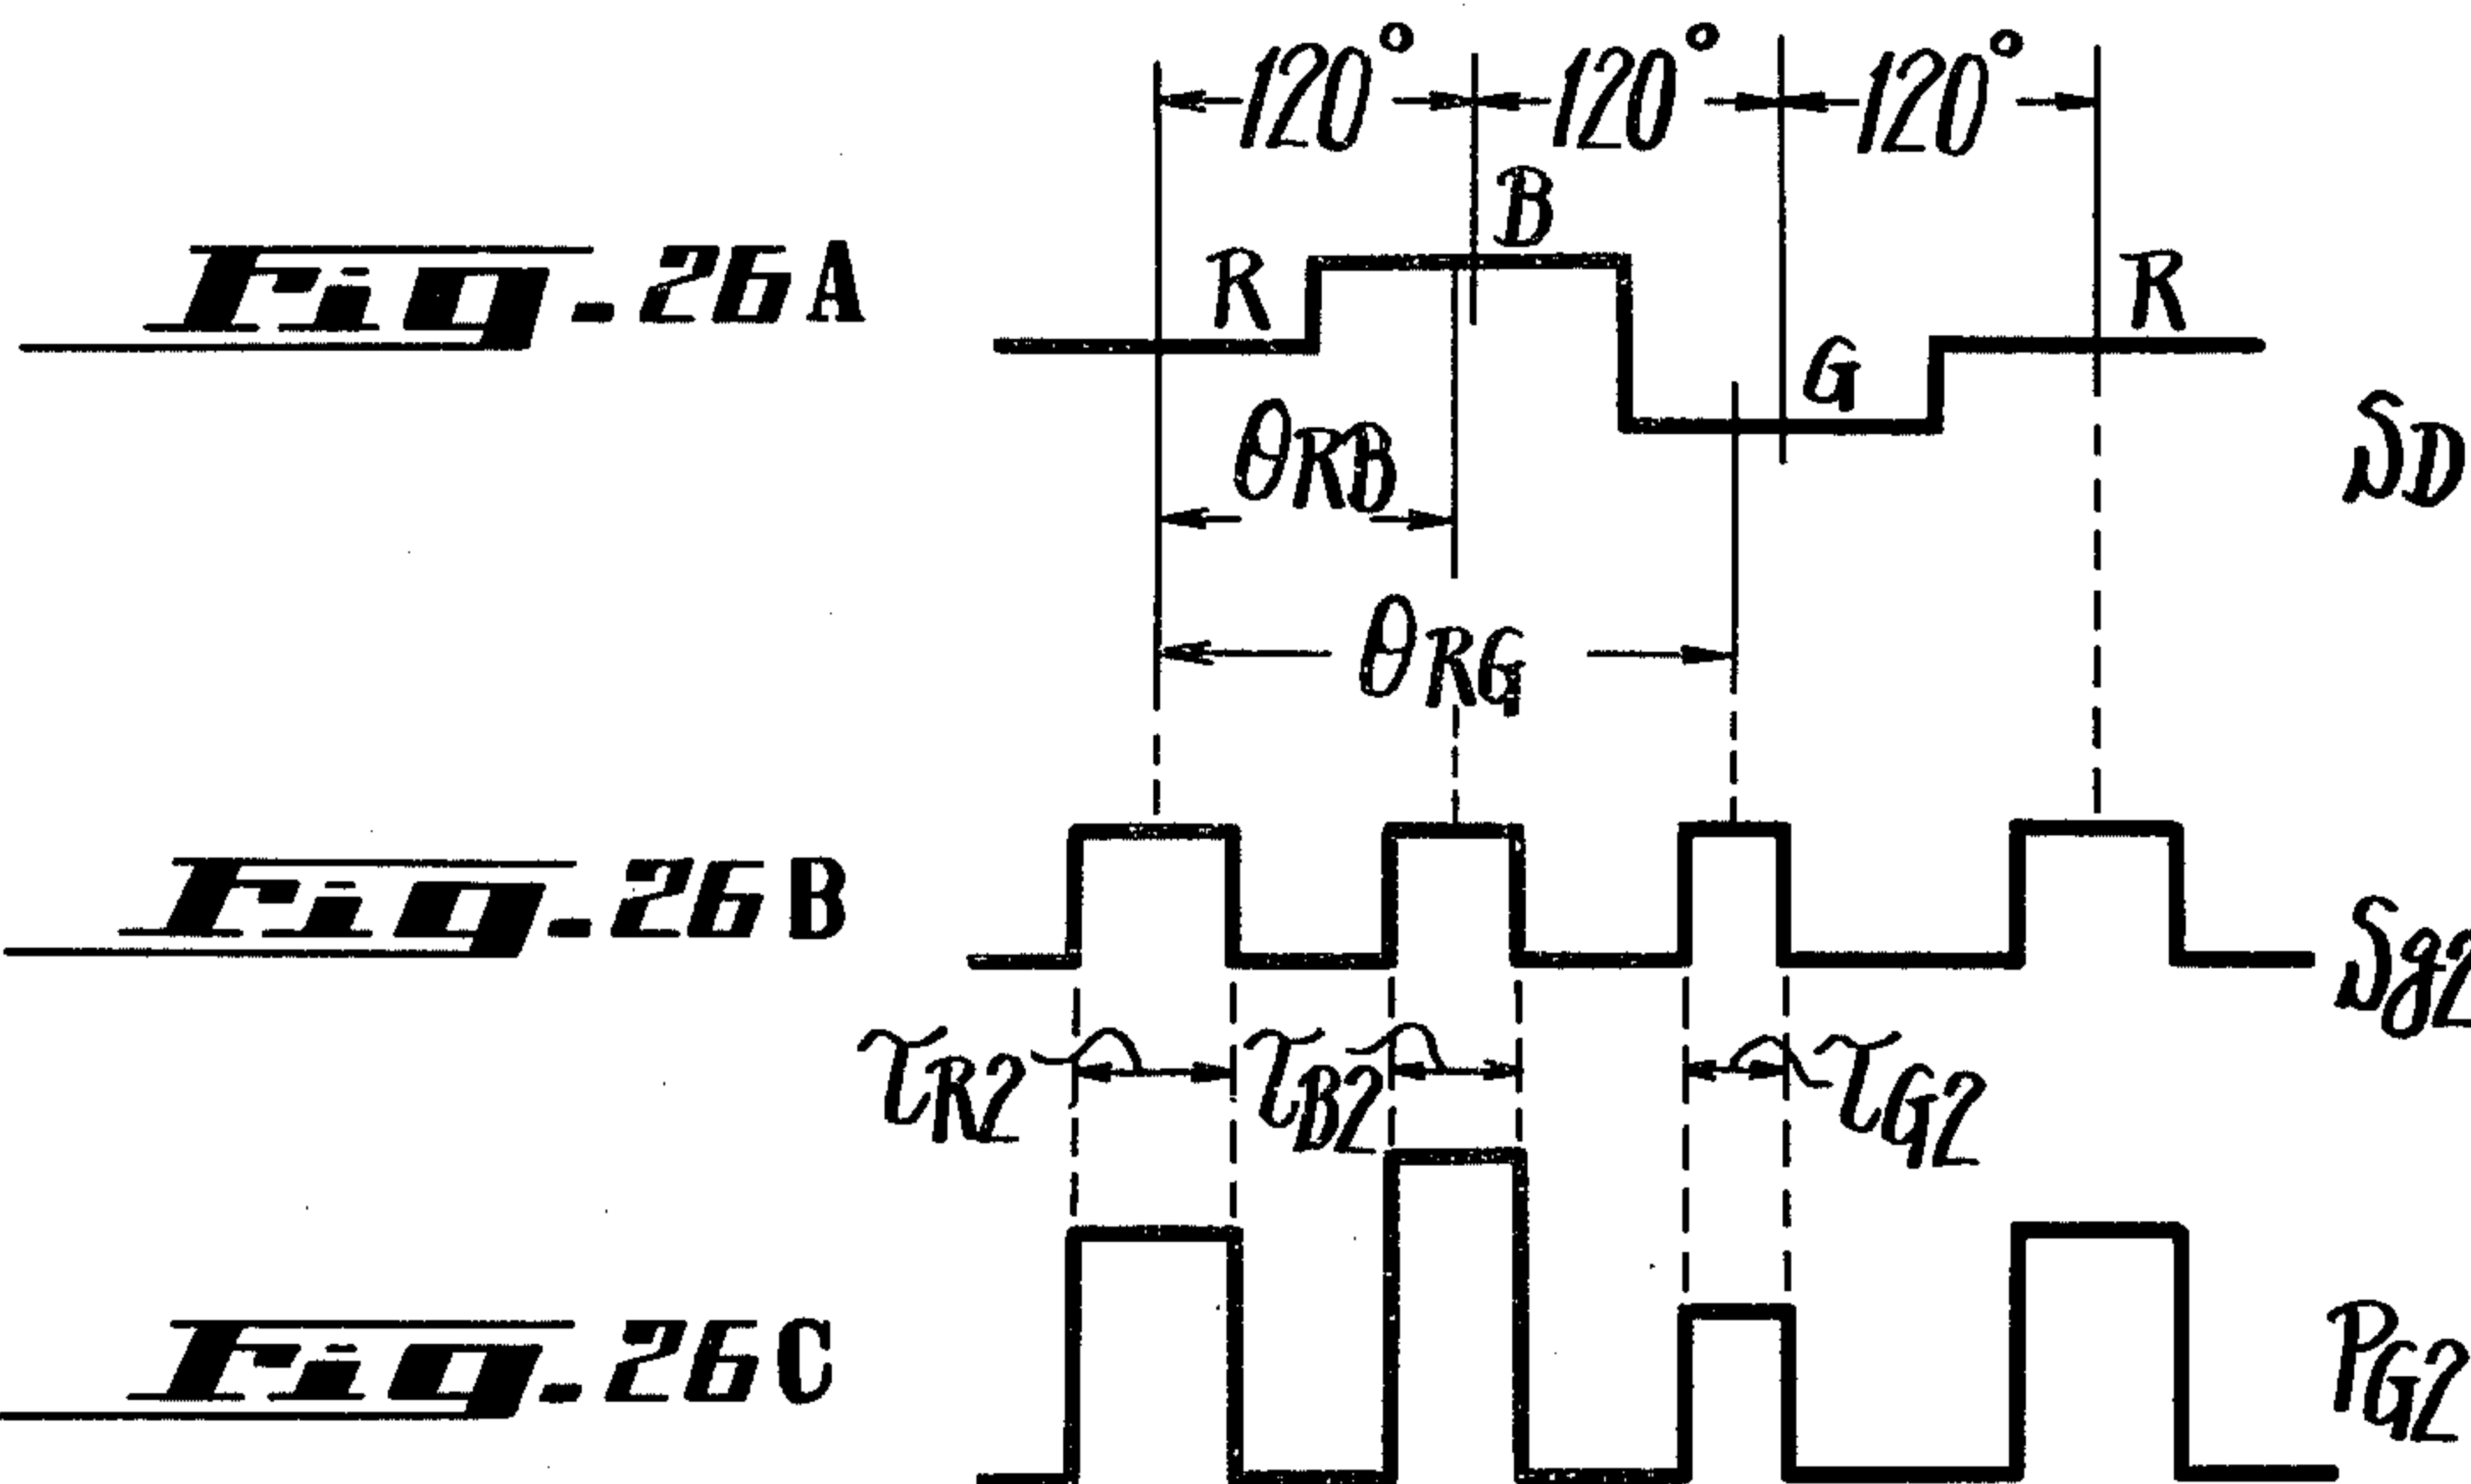 120° 120° 120°
B
Fig. 26A
R
R
G
SD
θRB
θRG
Fig. 26B
Sg2
τR2 τB2 τG2
Fig. 26C
PG2